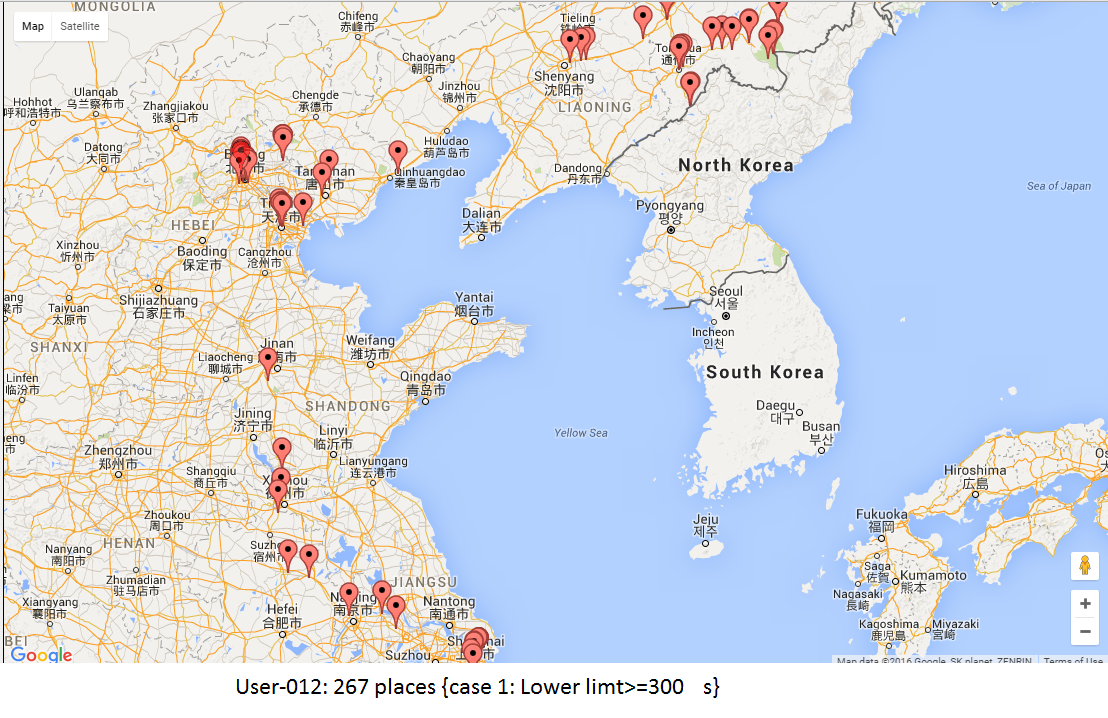 MONGOLIA
Map Satellite
Chifeng
赤峰市
Tieling
Chaoyang
朝阳市
Shenyang
沈阳市
LIAONING
通化市
Hohhot
呼和浩特市
Ulanqab
乌兰察布市
Zhangjiakou
张家口市
Chengde
承德市
Jinzhou
锦州市
Datong
大同市
Huludao
葫芦岛市
Qinhuangdao
秦皇岛市
Dandong
丹东市
North Korea
Sea of Japan
Dalian
大连市
Pyongyang
평양
HEBEI
Baoding
保定市
Cangzhou
沧州市
Xinzhou
忻州市
Shijiazhuang
石家庄市
Taiyuan
太原市
Yantai
烟台市
Seoul
서울
Incheon
인천
SHANXI
Jinan
Liaocheng
聊城市
Weifang
潍坊市
Qingdao
青岛市
South Korea
Linfen
临汾市
SHANDONG
Jining
济宁市
Linyi
临沂市
Daegu
대구
Busan
부산
Yellow Sea
Zhengzhou
郑州市
Shangqiu
商丘市
Lianyungang
连云港市
Hiroshima
広島
Zhoukou
周口市
HENAN
Nanyang
南阳市
Zhumadian
驻马店市
宿州市
Jeju
제주
Fukuoka
福岡
Saga
佐賀
Kumamoto
熊本
Nagasaki
長崎
Kagoshima
鹿児島
Miyazaki
宮崎
JIANGSU
Xiangyang
襄阳市
Hefei
合肥市
南京市
Nantong
南通市
Suzhou
Google
Map data ©2016 Google, SK planet, ZENRIN Terms of Use
User-012: 267 places {case 1: Lower limt>=300 s}